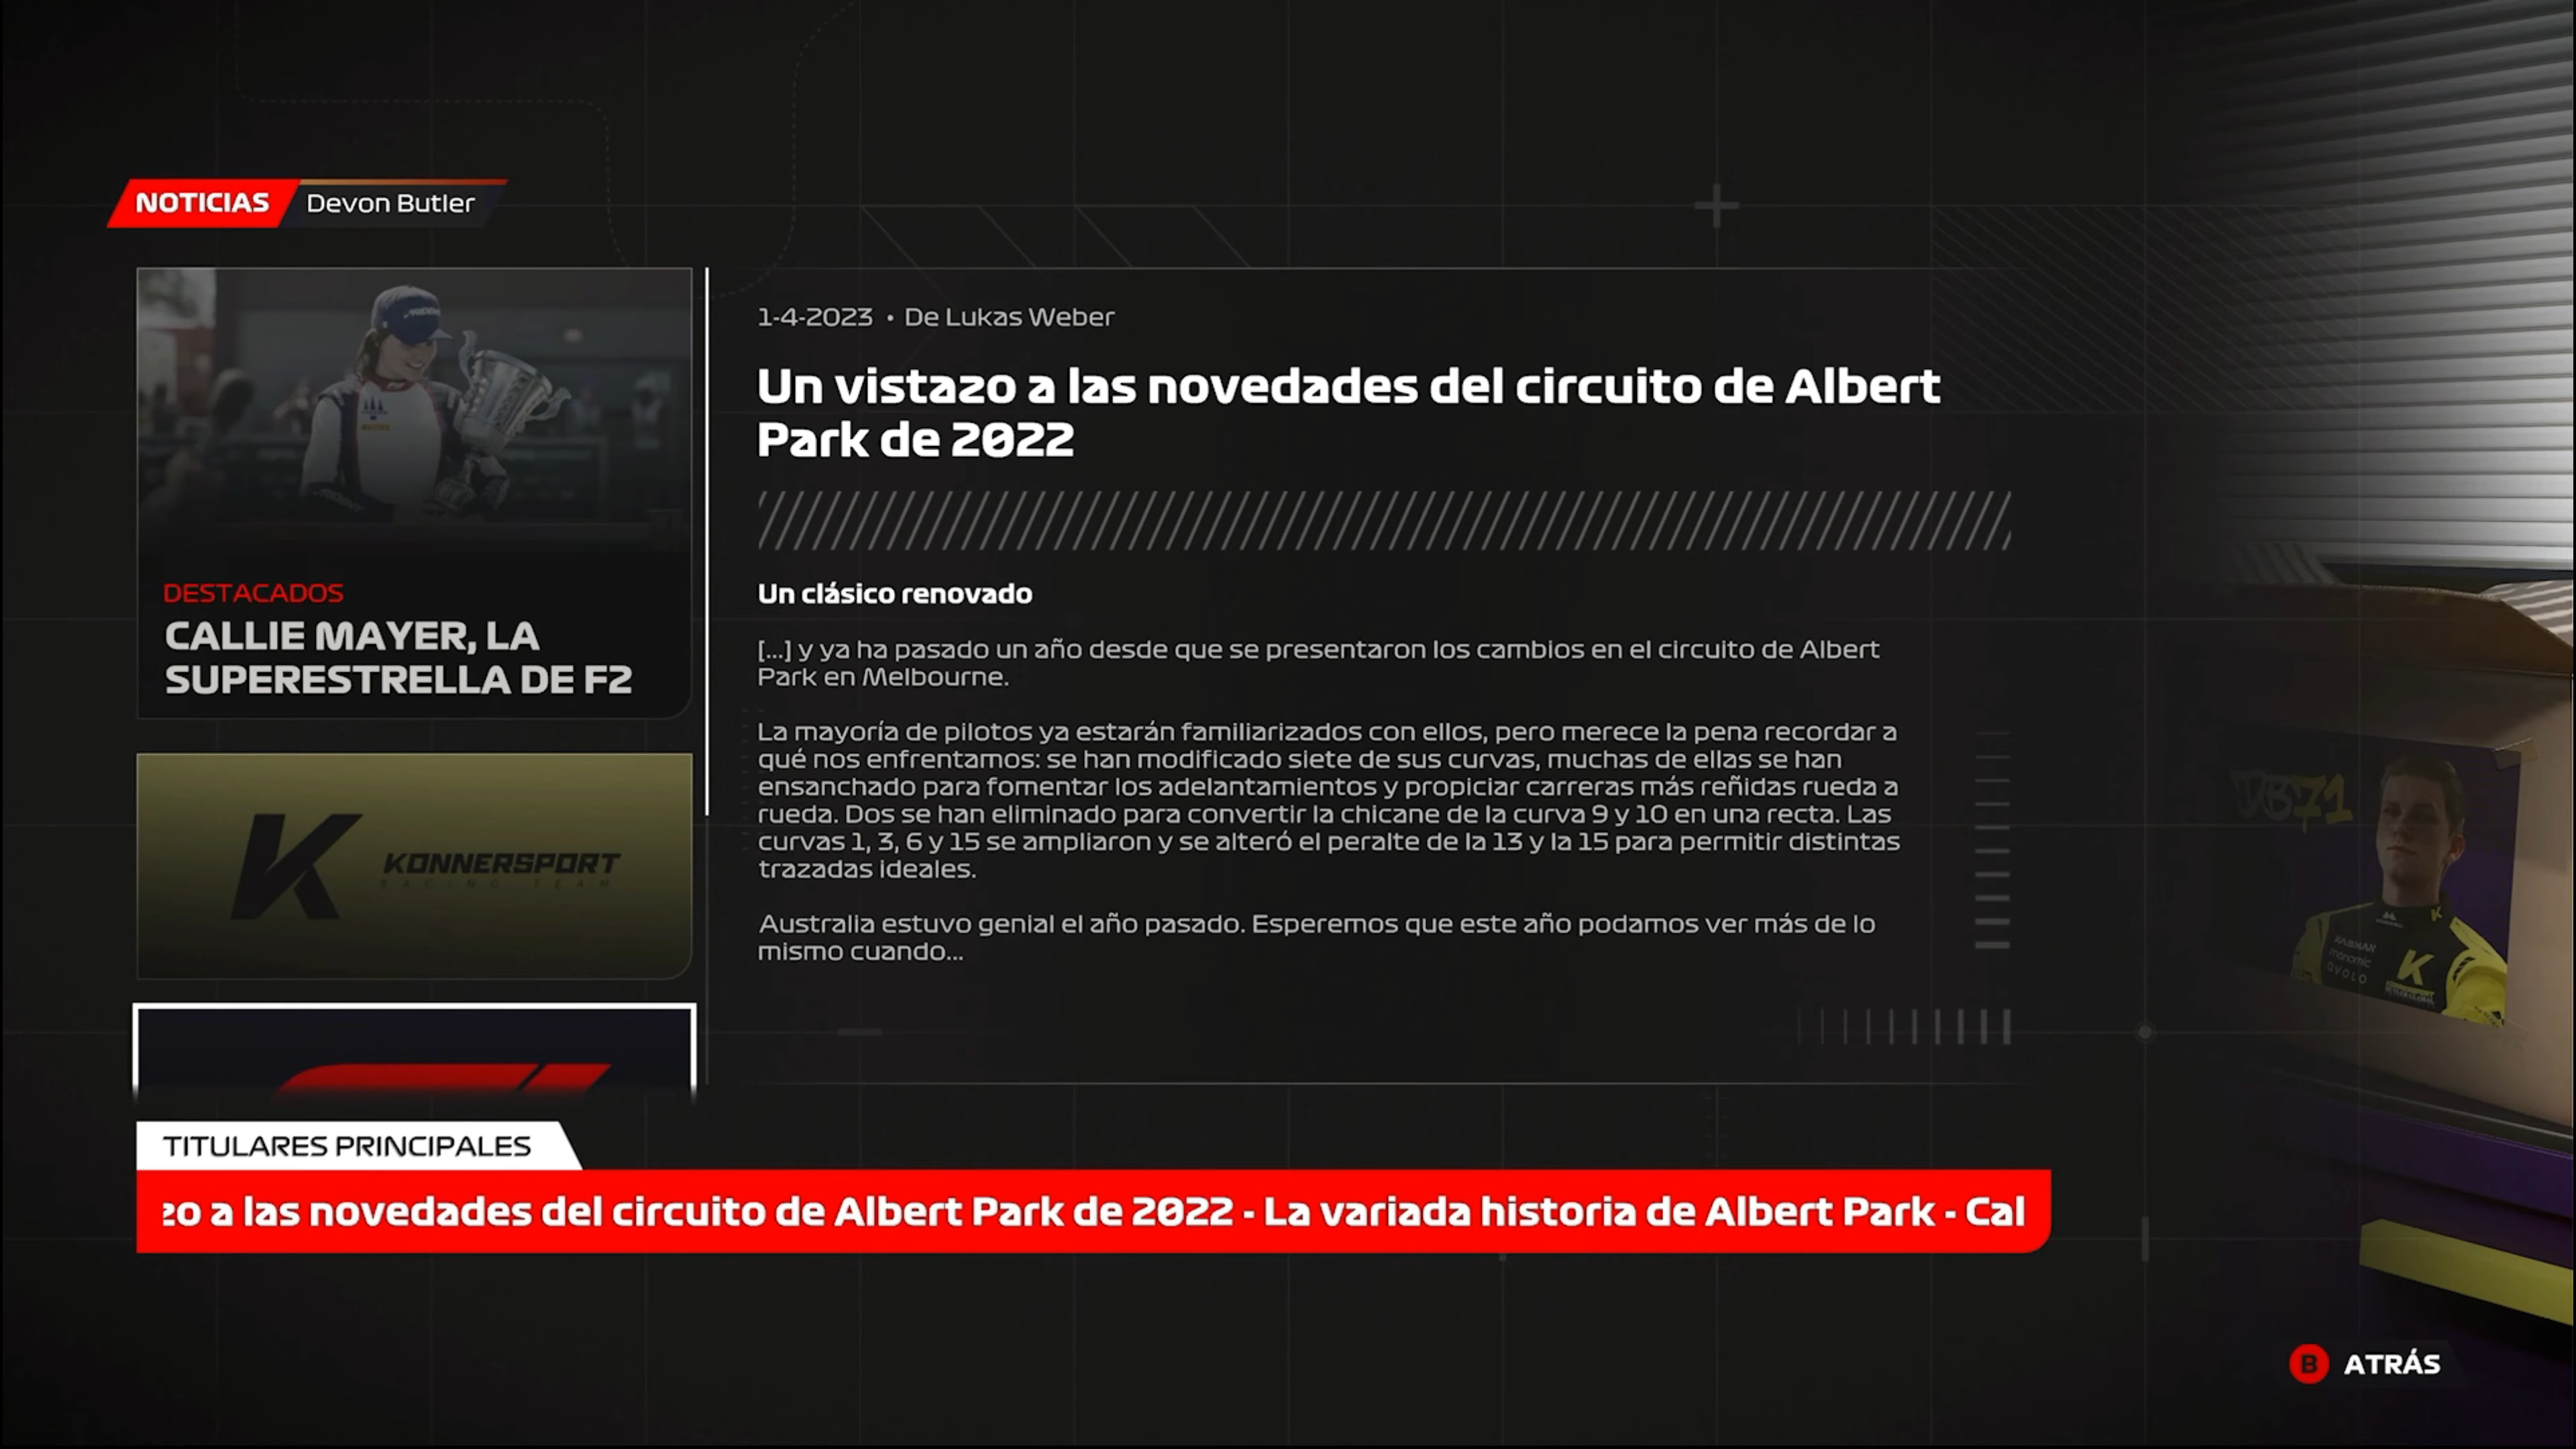 NOTICIAS Devon Butler
DESTACADOS
CALLIE MAYER, LA
SUPERESTRELLA DE F2
K KONNERSPORT
RACING TEAM
1-4-2023 • De Lukas Weber
Un vistazo a las novedades del circuito de Albert
Park de 2022
Un clásico renovado
[...] y ya ha pasado un año desde que se presentaron los cambios en el circuito de Albert
Park en Melbourne.
La mayoría de pilotos ya estarán familiarizados con ellos, pero merece la pena recordar a
qué nos enfrentamos: se han modificado siete de sus curvas, muchas de ellas se han
ensanchado para fomentar los adelantamientos y propiciar carreras más reñidas rueda a
rueda. Dos se han eliminado para convertir la chicane de la curva 9 y 10 en una recta. Las
curvas 1, 3, 6 y 15 se ampliaron y se alteró el peralte de la 13 y la 15 para permitir distintas
trazadas ideales.
Australia estuvo genial el año pasado. Esperemos que este año podamos ver más de lo
mismo cuando...
DB71
K
KONNERSPORT
TITULARES PRINCIPALES
zo a las novedades del circuito de Albert Park de 2022 - La variada historia de Albert Park - Cal
B ATRÁS